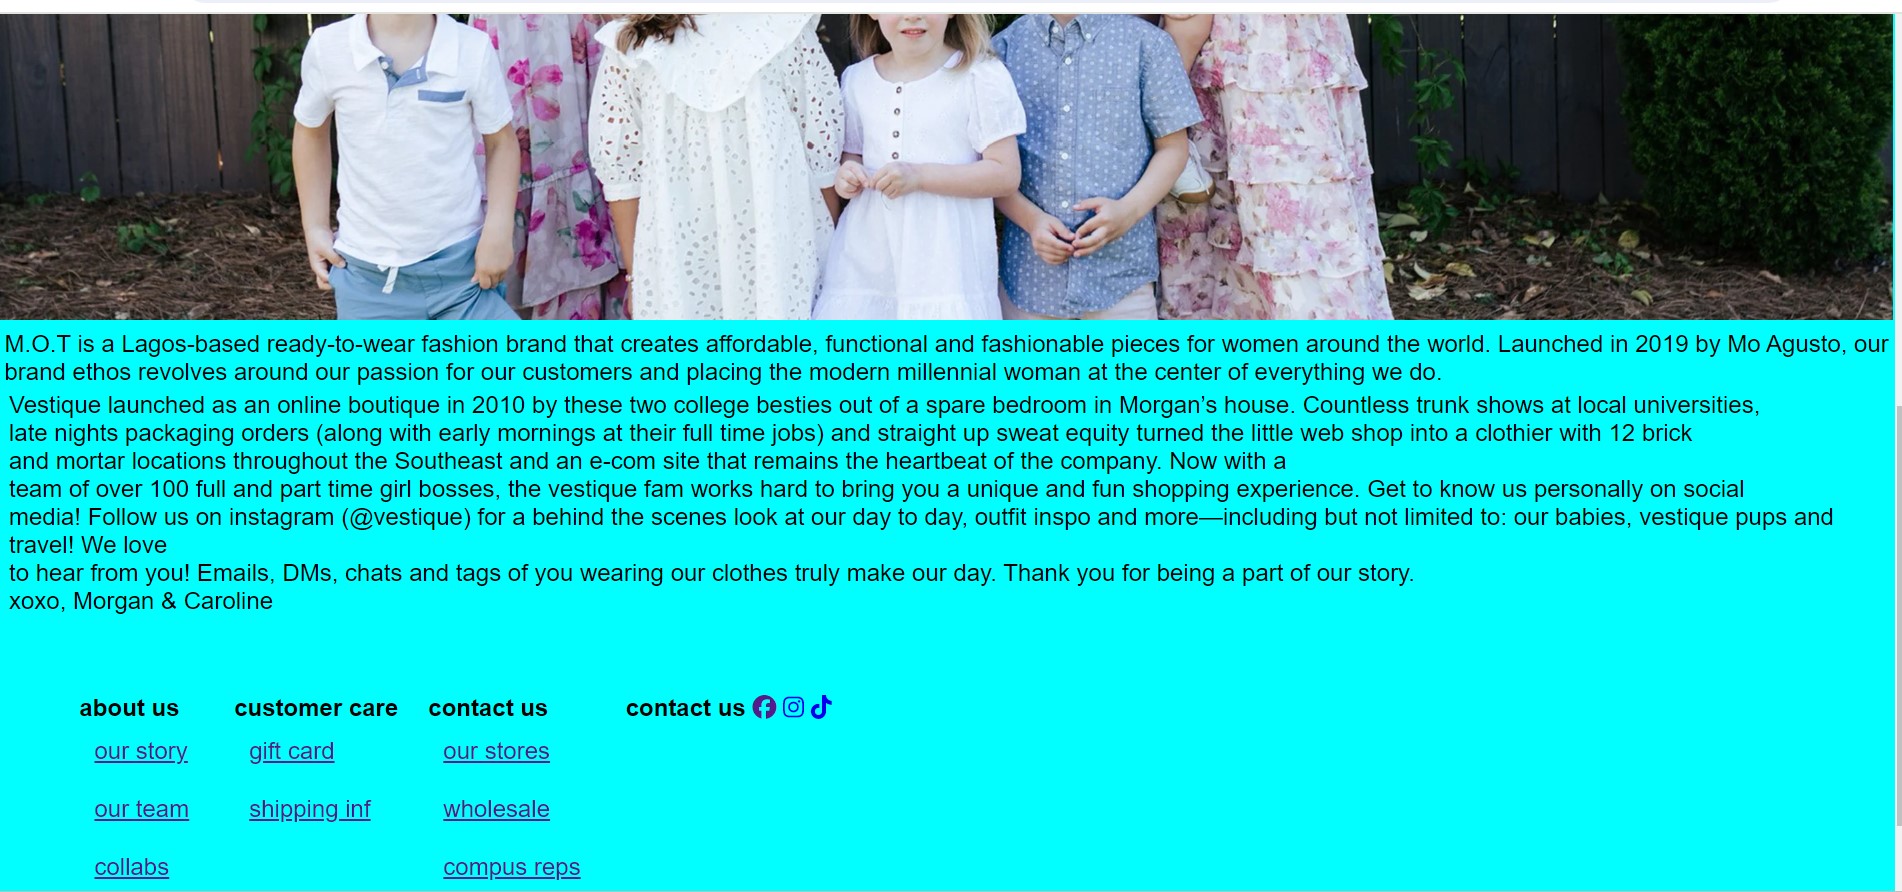 M.O.T is a Lagos-based ready-to-wear fashion brand that creates affordable, functional and fashionable pieces for women around the world. Launched in 2019 by Mo Agusto, our
brand ethos revolves around our passion for our customers and placing the modern millennial woman at the center of everything we do.
Vestique launched as an online boutique in 2010 by these two college besties out of a spare bedroom in Morgan’s house. Countless trunk shows at local universities,
late nights packaging orders (along with early mornings at their full time jobs) and straight up sweat equity turned the little web shop into a clothier with 12 brick
and mortar locations throughout the Southeast and an e-com site that remains the heartbeat of the company. Now with a
team of over 100 full and part time girl bosses, the vestique fam works hard to bring you a unique and fun shopping experience. Get to know us personally on social
media! Follow us on instagram (@vestique) for a behind the scenes look at our day to day, outfit inspo and more—including but not limited to: our babies, vestique pups and
travel! We love
to hear from you! Emails, DMs, chats and tags of you wearing our clothes truly make our day. Thank you for being a part of our story.
xoxo, Morgan & Caroline
about us customer care contact us contact us
our story gift card our stores
our team shipping inf wholesale
collabs compus reps